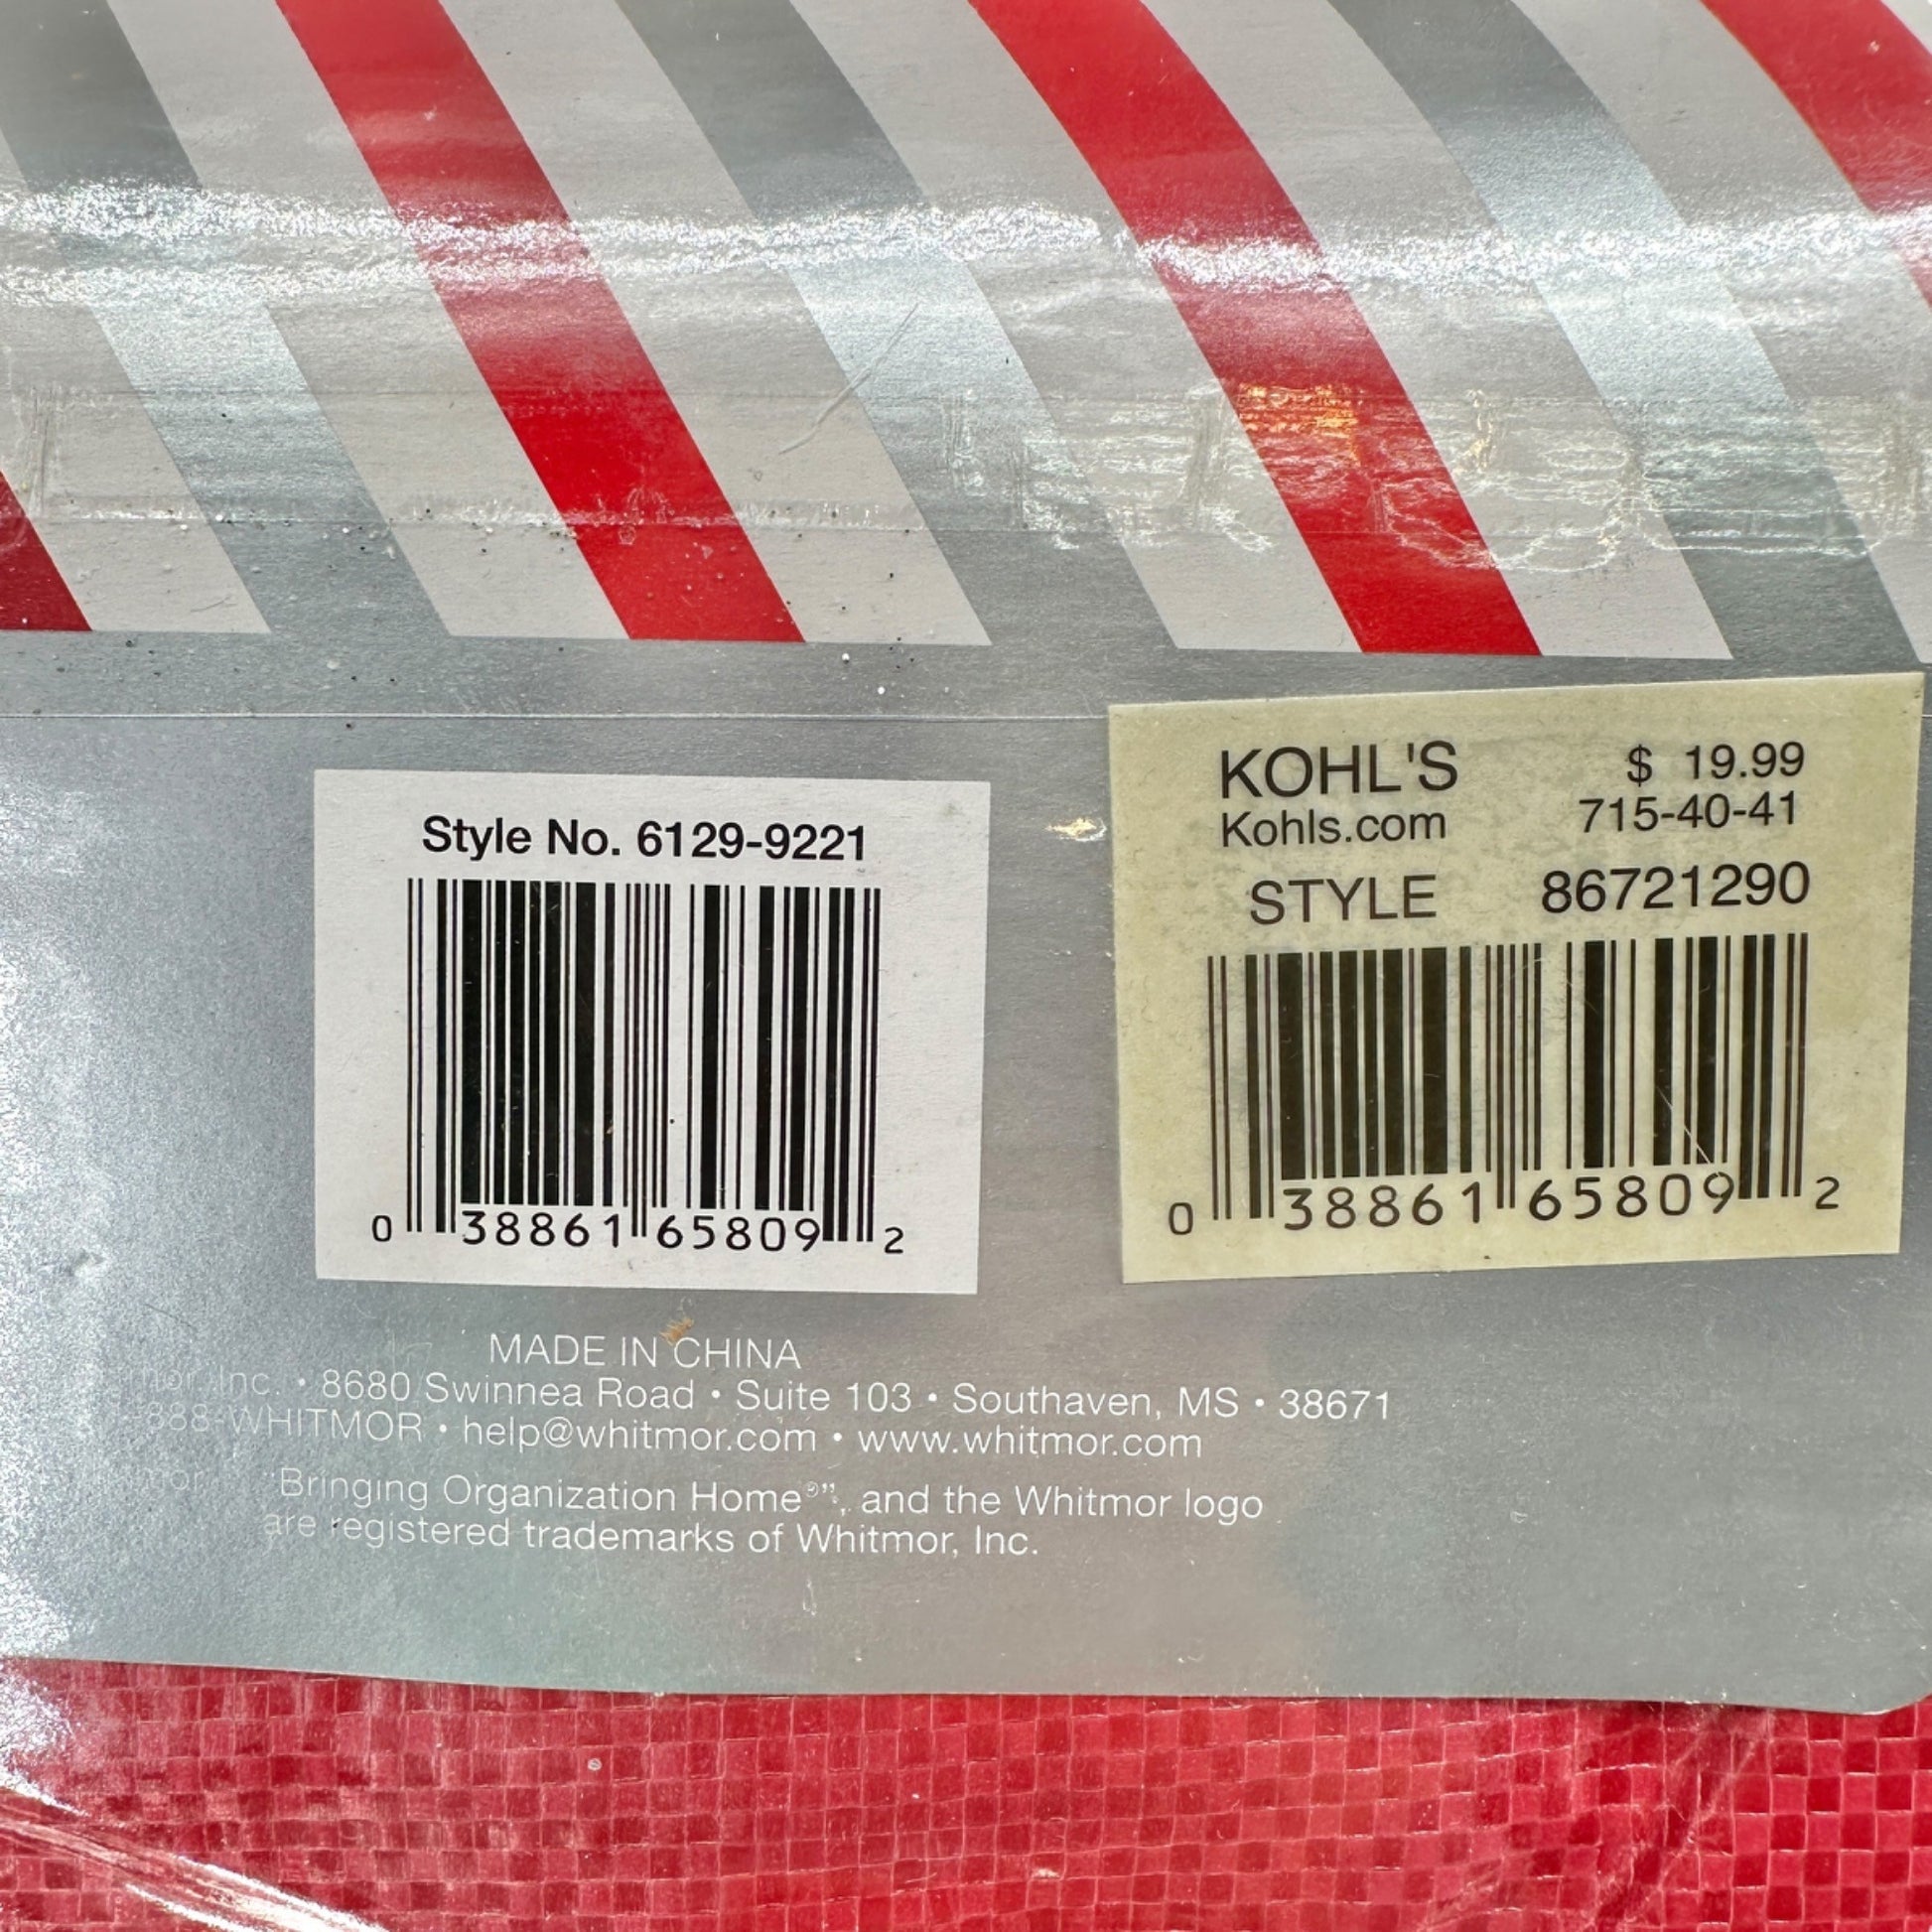 Style No. 6129-9221
0 38861 65809 2
KOHL'S $ 19.99
Kohls.com 715-40-41
STYLE 86721290
0 38861 65809 2
MADE IN CHINA
Inc. • 8680 Swinnea Road • Suite 103 • Southaven, MS • 38671
888-WHITMOR • help@whitmor.com • www.whitmor.com
"Bringing Organization Home®", and the Whitmor logo
are registered trademarks of Whitmor, Inc.